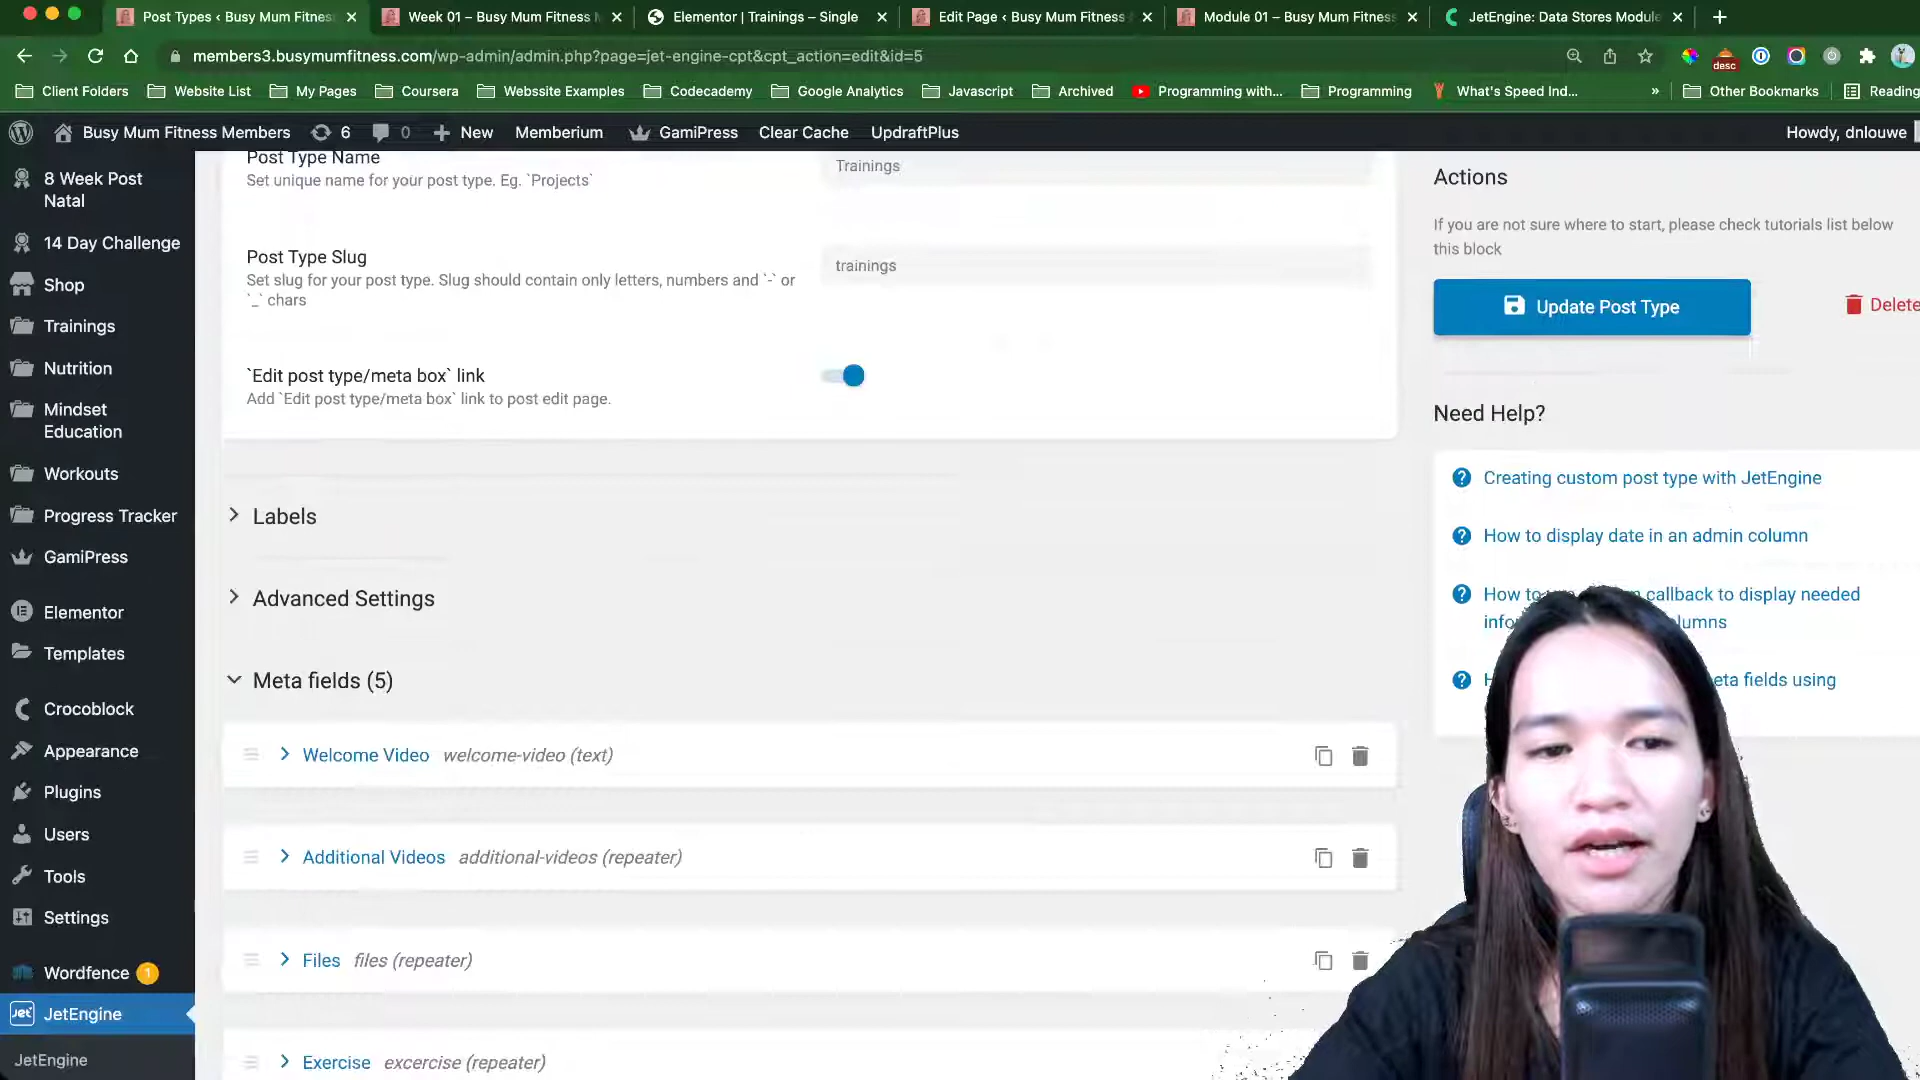 Post Types ‹ Busy Mum Fitness
Week 01 – Busy Mum Fitness
Elementor | Trainings – Single
Edit Page ‹ Busy Mum Fitness
Module 01 – Busy Mum Fitness
JetEngine: Data Stores Module
members3.busymumfitness.com/wp-admin/admin.php?page=jet-engine-cpt&cpt_action=edit&id=5
desc
Client Folders
Website List
My Pages
Coursera
Webssite Examples
Codecademy
Google Analytics
Javascript
Archived
Programming with...
Programming
What's Speed Ind...
»
Other Bookmarks
Reading
Busy Mum Fitness Members
6
0
New
Memberium
GamiPress
Clear Cache
UpdraftPlus
Howdy, dnlouwe
8 Week Post
Natal
14 Day Challenge
Shop
Trainings
Nutrition
Mindset
Education
Workouts
Progress Tracker
GamiPress
Elementor
Templates
Crocoblock
Appearance
Plugins
Users
Tools
Settings
Wordfence 1
JetEngine
JetEngine
Post Type Name
Set unique name for your post type. Eg. `Projects`
Trainings
Post Type Slug
Set slug for your post type. Slug should contain only letters, numbers and `-` or
`_` chars
trainings
`Edit post type/meta box` link
Add `Edit post type/meta box` link to post edit page.
Labels
Advanced Settings
Meta fields (5)
Welcome Video welcome-video (text)
Additional Videos additional-videos (repeater)
Files files (repeater)
Exercise excercise (repeater)
Actions
If you are not sure where to start, please check tutorials list below
this block
Update Post Type
Delete
Need Help?
Creating custom post type with JetEngine
How to display date in an admin column
How to callback to display needed
meta fields using